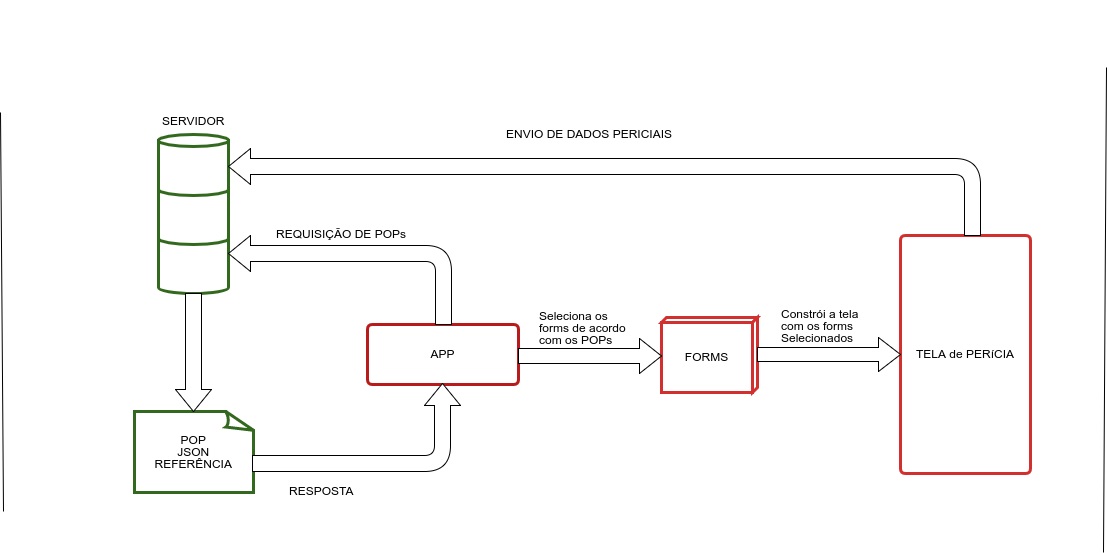 SERVIDOR
ENVIO DE DADOS PERICIAIS
REQUISIÇÃO DE POPs
Seleciona os
forms de acordo
com os POPs
Constrói a tela
com os forms
Selecionados
APP
FORMS
TELA de PERíCIA
POP
JSON
REFERÊNCIA
RESPOSTA